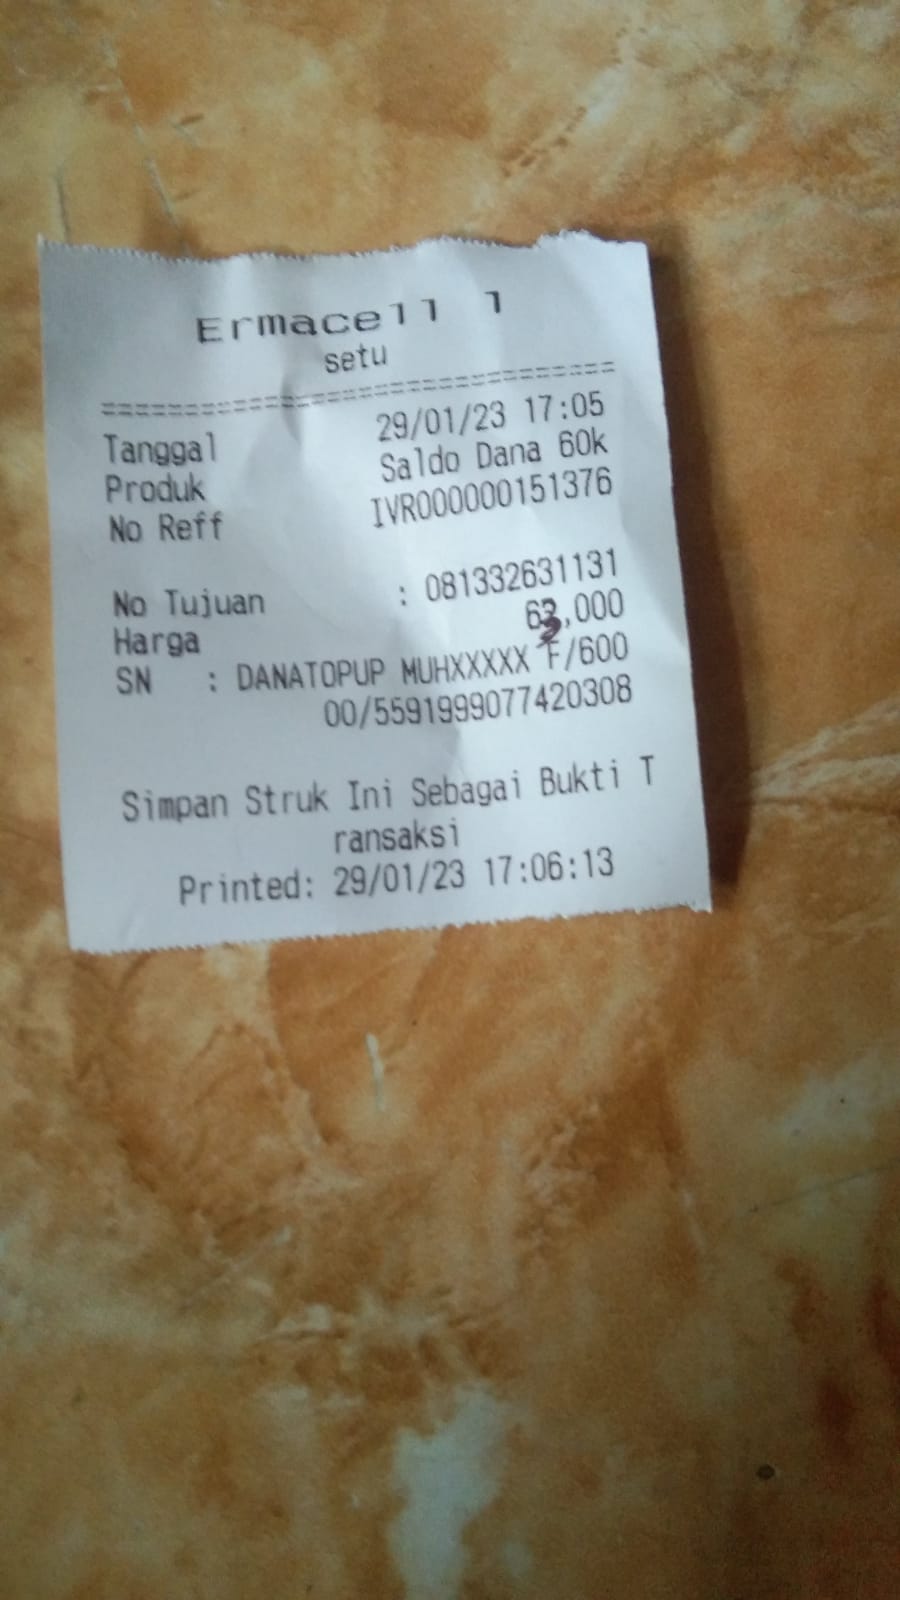 Ermacell 1
setu
================================
Tanggal 29/01/23 17:05
Produk Saldo Dana 60k
No Reff IVR000000151376
No Tujuan : 081332631131
Harga 63,000
SN : DANATOPUP MUHXXXXX F/600
00/5591999077420308
Simpan Struk Ini Sebagai Bukti T
ransaksi
Printed: 29/01/23 17:06:13